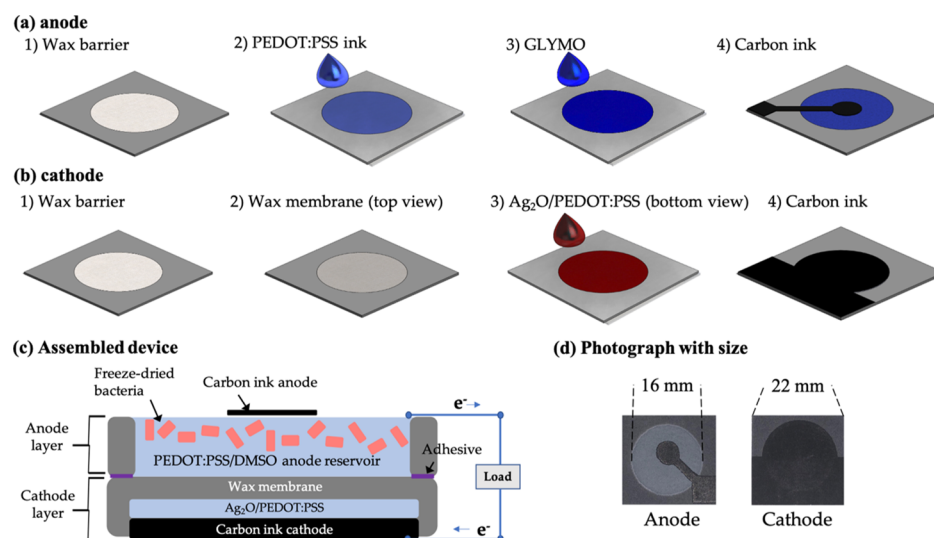 (a) anode
1) Wax barrier
2) PEDOT:PSS ink
3) GLYMO
4) Carbon ink
(b) cathode
1) Wax barrier
2) Wax membrane (top view)
3) Ag₂O/PEDOT:PSS (bottom view)
4) Carbon ink
(c) Assembled device
Freeze-dried
bacteria
Carbon ink anode
e⁻
Anode
layer
PEDOT:PSS/DMSO anode reservoir
Adhesive
Load
Cathode
layer
Wax membrane
Ag₂O/PEDOT:PSS
Carbon ink cathode
e⁻
(d) Photograph with size
16 mm
22 mm
Anode
Cathode